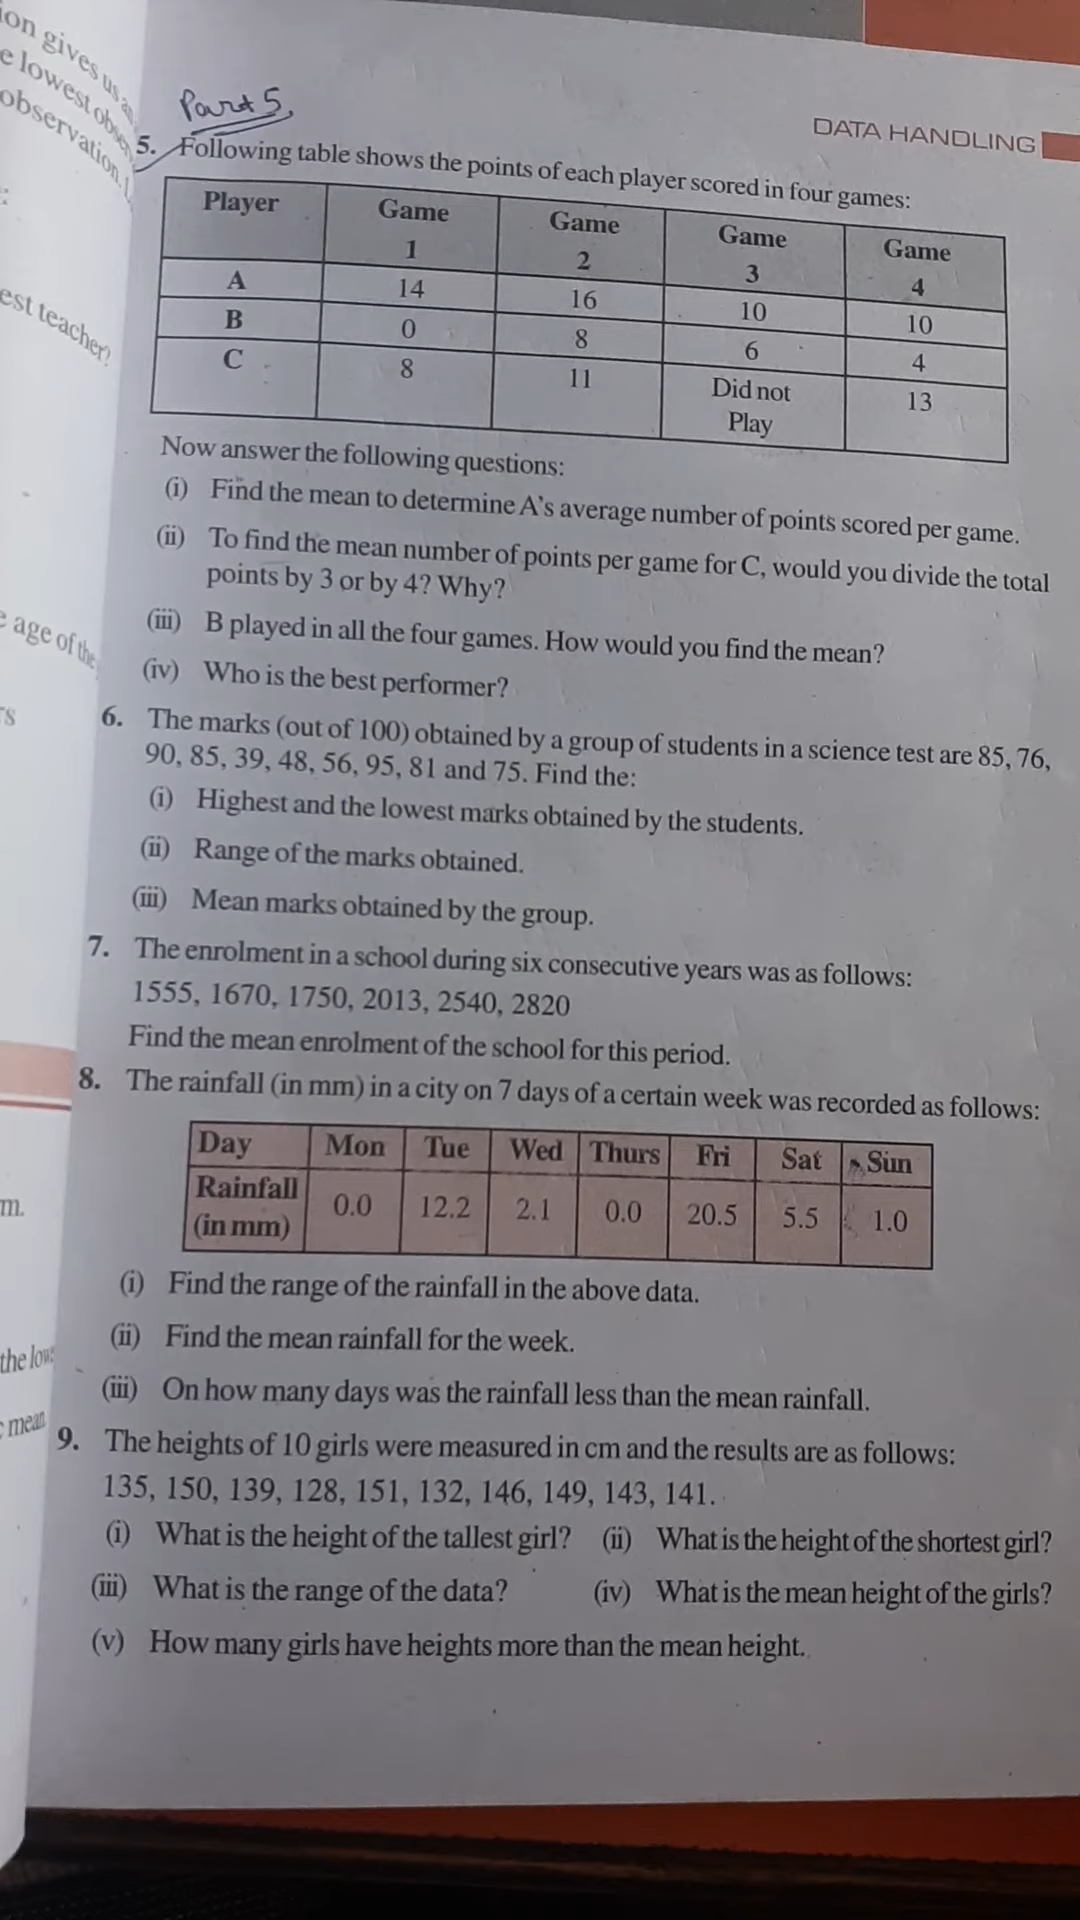 ion gives us
e lowest
observation.
est teacher?
e age of the
rs
m.
the
mean
Part 5,
DATA HANDLING
5. Following table shows the points of each player scored in four games:
Player Game 1 Game 2 Game 3 Game 4
A 14 16 10 10
B 0 8 6 4
C 8 11 Did not Play 13
Now answer the following questions:
(i) Find the mean to determine A's average number of points scored per game.
(ii) To find the mean number of points per game for C, would you divide the total
points by 3 or by 4? Why?
(iii) B played in all the four games. How would you find the mean?
(iv) Who is the best performer?
6. The marks (out of 100) obtained by a group of students in a science test are 85, 76,
90, 85, 39, 48, 56, 95, 81 and 75. Find the:
(i) Highest and the lowest marks obtained by the students.
(ii) Range of the marks obtained.
(iii) Mean marks obtained by the group.
7. The enrolment in a school during six consecutive years was as follows:
1555, 1670, 1750, 2013, 2540, 2820
Find the mean enrolment of the school for this period.
8. The rainfall (in mm) in a city on 7 days of a certain week was recorded as follows:
Day Mon Tue Wed Thurs Fri Sat Sun
Rainfall (in mm) 0.0 12.2 2.1 0.0 20.5 5.5 1.0
(i) Find the range of the rainfall in the above data.
(ii) Find the mean rainfall for the week.
(iii) On how many days was the rainfall less than the mean rainfall.
9. The heights of 10 girls were measured in cm and the results are as follows:
135, 150, 139, 128, 151, 132, 146, 149, 143, 141.
(i) What is the height of the tallest girl? (ii) What is the height of the shortest girl?
(iii) What is the range of the data? (iv) What is the mean height of the girls?
(v) How many girls have heights more than the mean height.